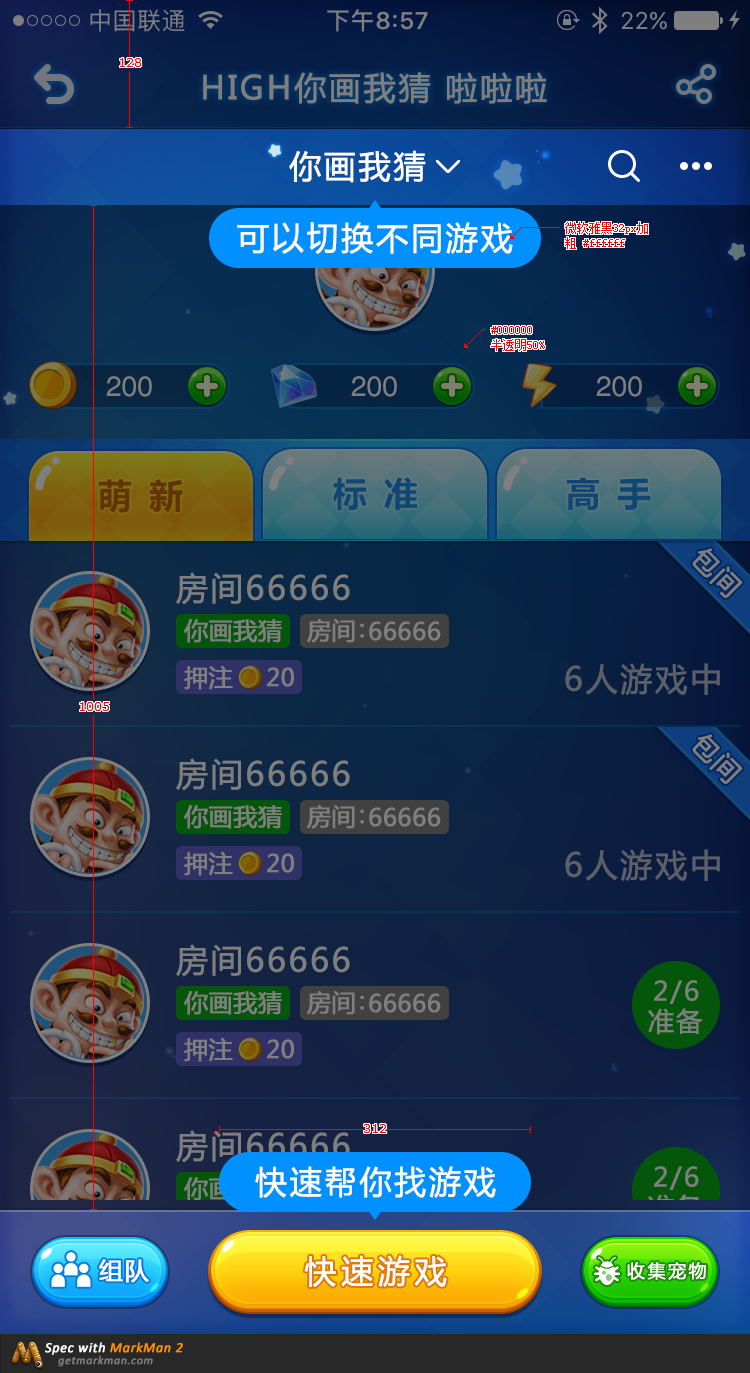 中国联通 下午8:57 22%
128
HIGH你画我猜 啦啦啦
你画我猜
可以切换不同游戏
微软雅黑32px加
粗 #ffffff
#000000
半透明50%
200 200 200
萌新 标准 高手
包间
房间66666
你画我猜 房间:66666
押注 20
6人游戏中
1005
包间
房间66666
你画我猜 房间:66666
押注 20
6人游戏中
房间66666
你画我猜 房间:66666
押注 20
2/6
准备
312
房间66666
快速帮你找游戏
2/6
组队 快速游戏 收集宠物
Spec with MarkMan 2
getmarkman.com